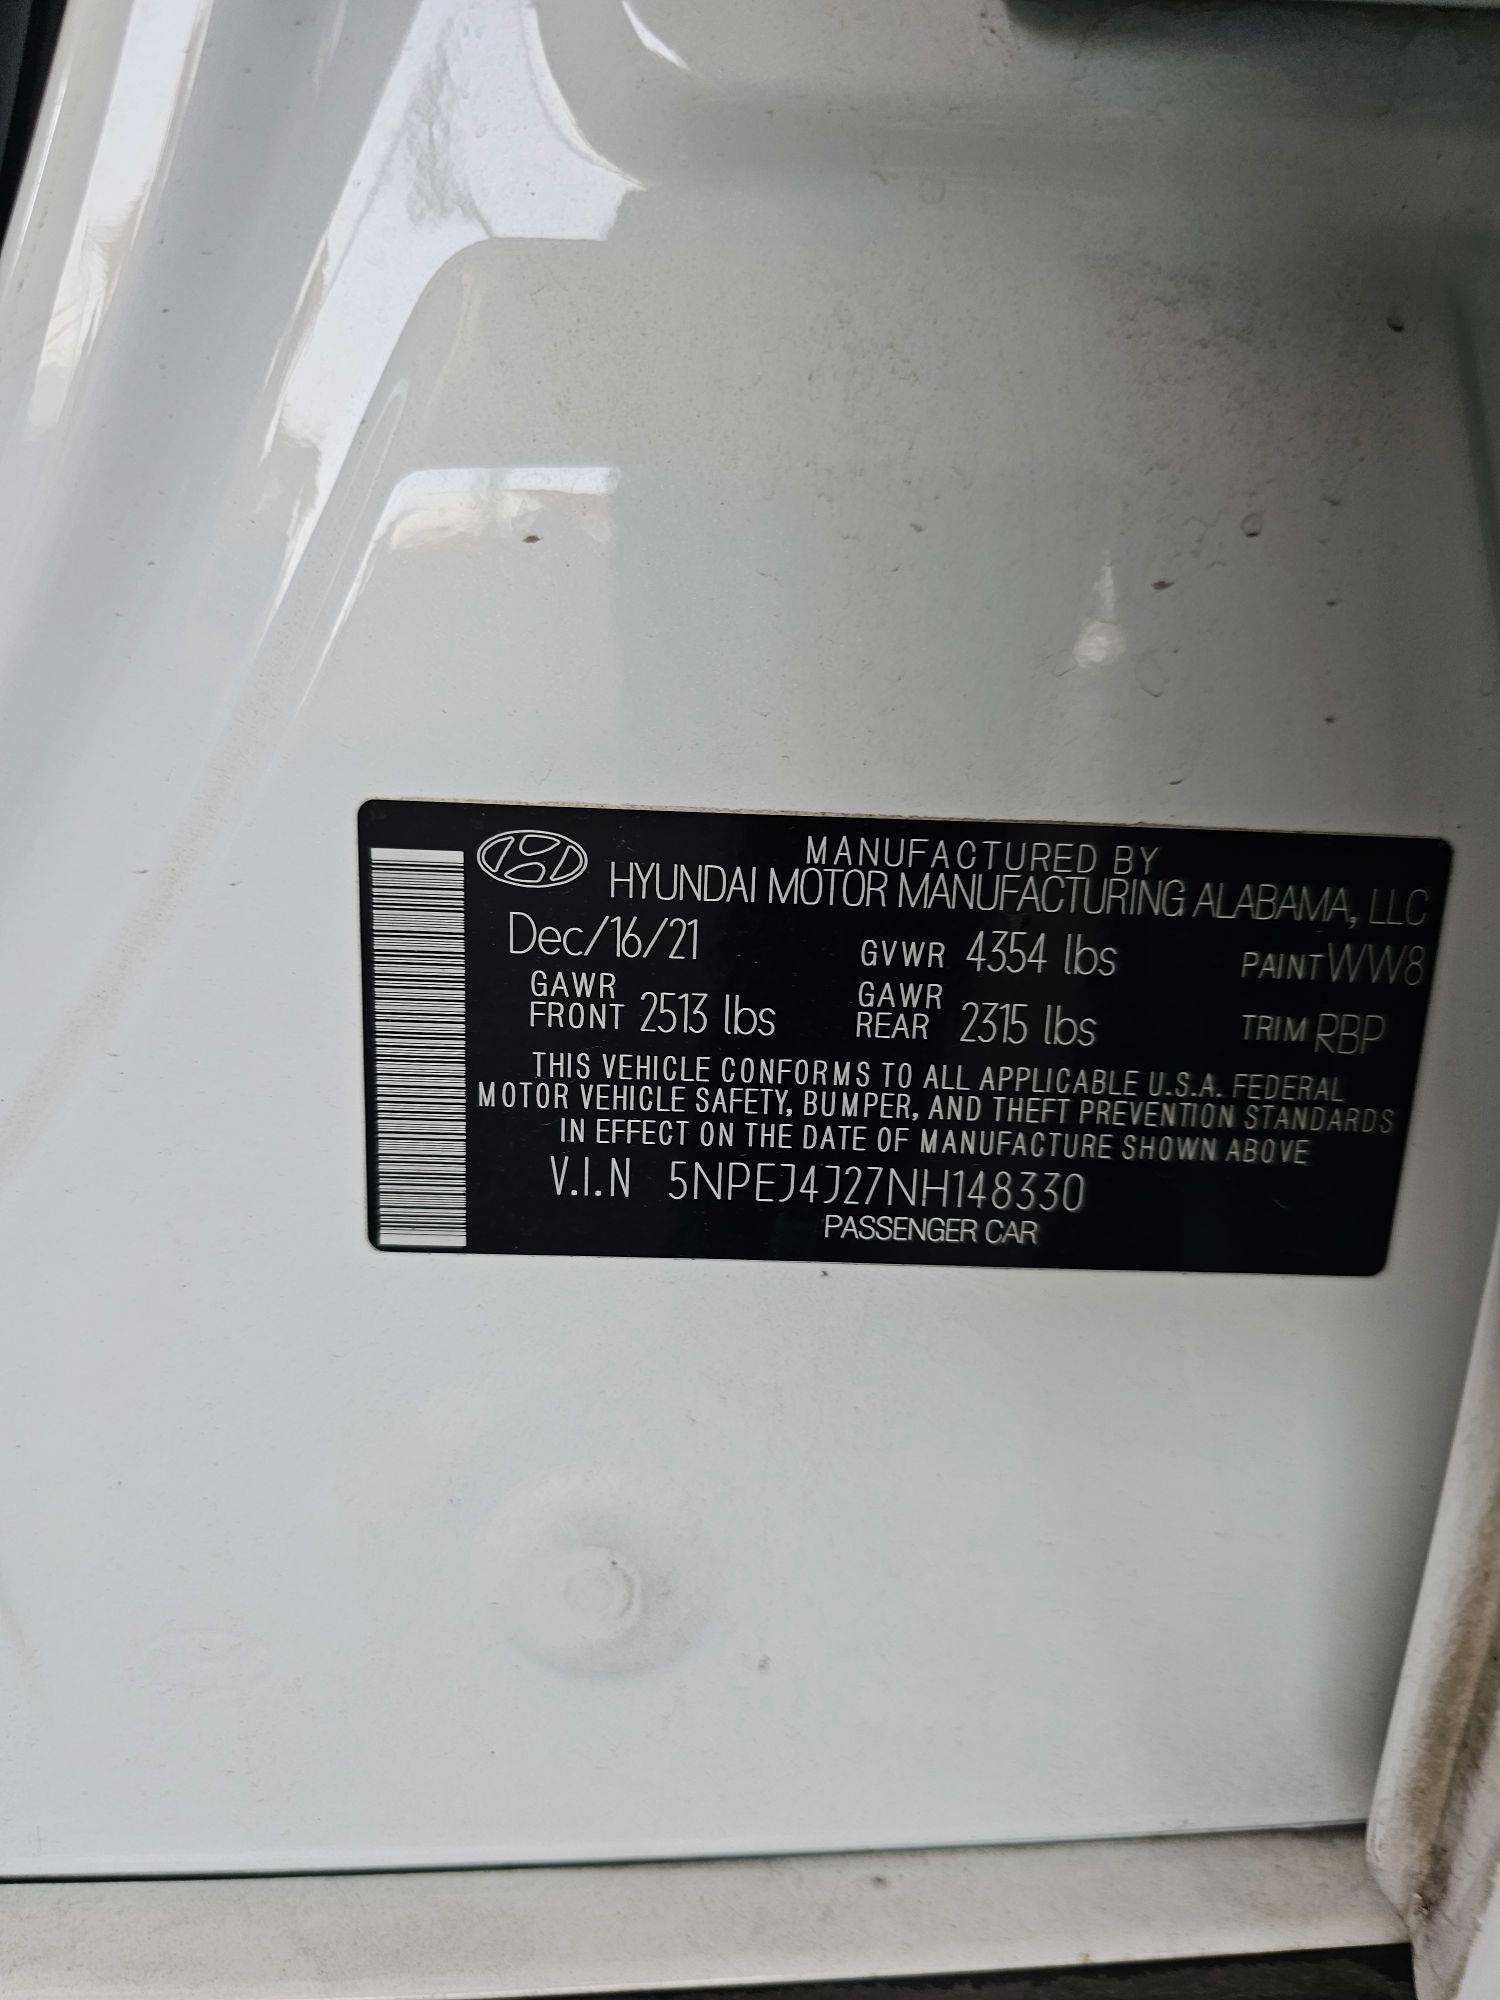 MANUFACTURED BY
HYUNDAI MOTOR MANUFACTURING ALABAMA, LLC
Dec/16/21 GVWR 4354 lbs PAINT WW8
GAWR FRONT 2513 lbs GAWR REAR 2315 lbs TRIM RBP
THIS VEHICLE CONFORMS TO ALL APPLICABLE U.S.A. FEDERAL
MOTOR VEHICLE SAFETY, BUMPER, AND THEFT PREVENTION STANDARDS
IN EFFECT ON THE DATE OF MANUFACTURE SHOWN ABOVE
V.I.N 5NPEJ4J27NH148330
PASSENGER CAR